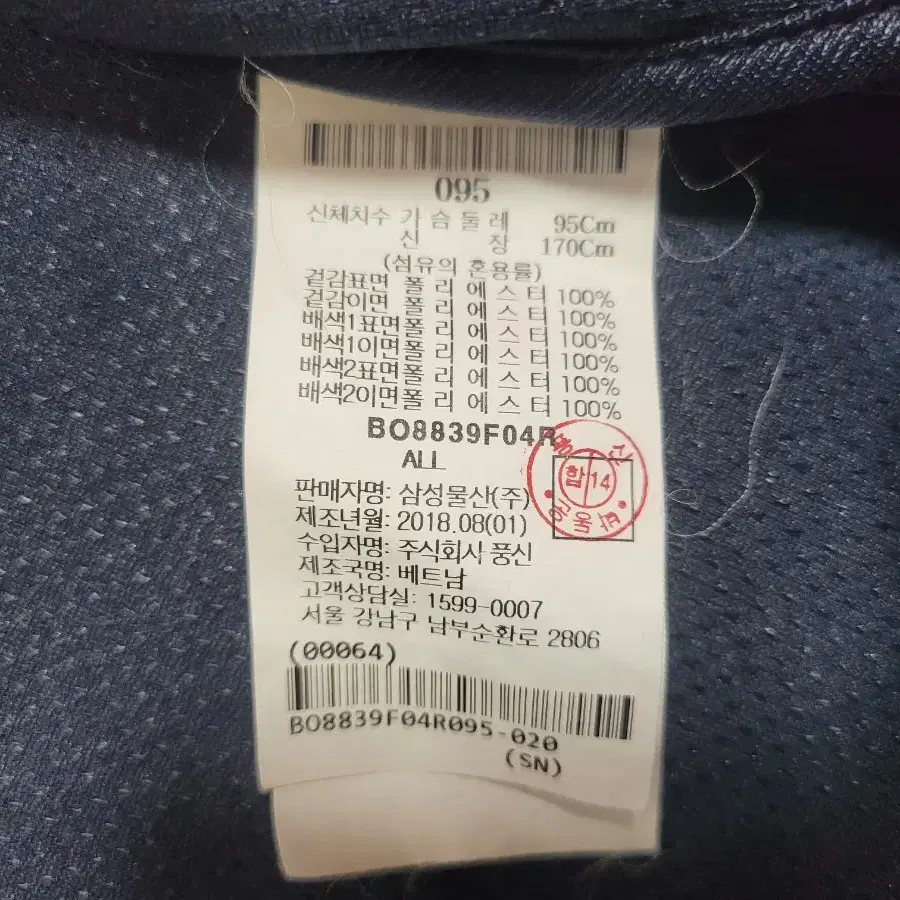 095
신체치수 가 슴 둘 레 95Cm
신 장 170Cm
(섬유의 혼용률)
겉감표면 폴 리 에 스 터 100%
겉감이면 폴 리 에 스 터 100%
배색1표면폴 리 에 스 터 100%
배색1이면폴 리 에 스 터 100%
배색2표면폴 리 에 스 터 100%
배색2이면폴 리 에 스 터 100%
BO8839F04R
ALL
합 14
판매자명: 삼성물산(주)
제조년월: 2018.08(01)
수입자명: 주식회사 풍신
제조국명: 베트남
고객상담실: 1599-0007
서울 강남구 남부순환로 2806
(00064)
BO8839F04R095-020
(SN)